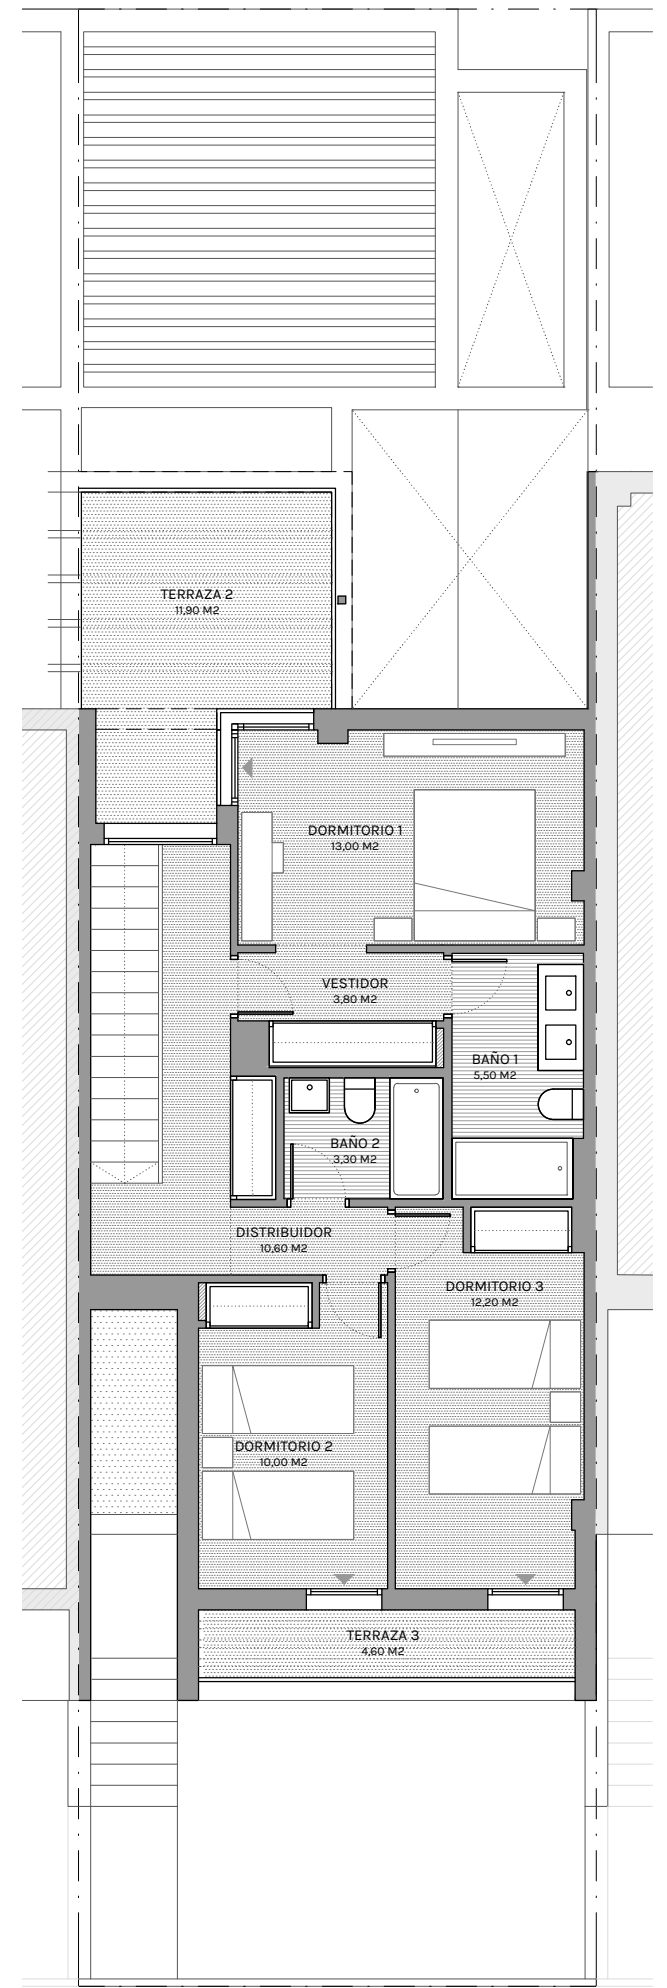 TERRAZA 2
11,90 M2
DORMITORIO 1
13,00 M2
VESTIDOR
3,80 M2
BAÑO 1
5,50 M2
BAÑO 2
3,30 M2
DISTRIBUIDOR
10,60 M2
DORMITORIO 3
12,20 M2
DORMITORIO 2
10,00 M2
TERRAZA 3
4,60 M2